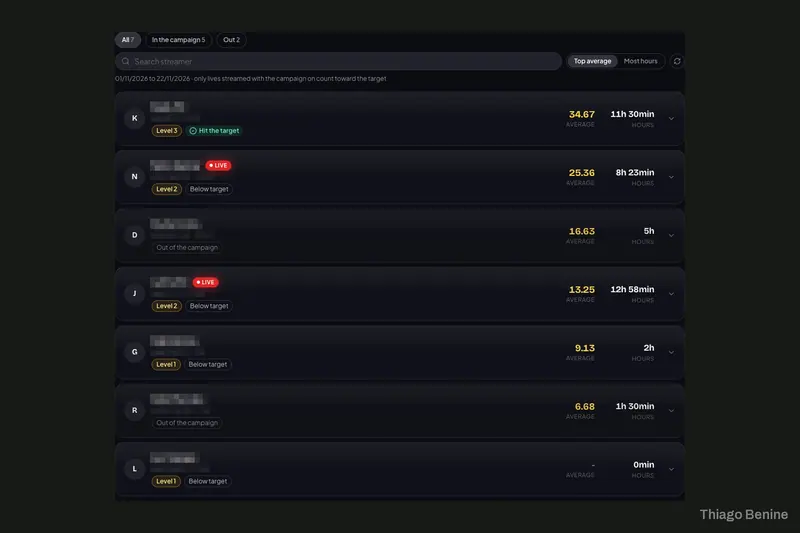 All 7 In the campaign 5 Out 2
Search streamer Top average Most hours
01/11/2026 to 22/11/2026 · only lives streamed with the campaign on count toward the target
K 34.67 11h 30min
AVERAGE HOURS
Level 3 Hit the target
LIVE
N 25.36 8h 23min
AVERAGE HOURS
Level 2 Below target
D 16.63 5h
AVERAGE HOURS
Out of the campaign
LIVE
J 13.25 12h 58min
AVERAGE HOURS
Level 2 Below target
G 9.13 2h
AVERAGE HOURS
Level 1 Below target
R 6.68 1h 30min
AVERAGE HOURS
Out of the campaign
L - 0min
AVERAGE HOURS
Level 1 Below target
Thiago Benine